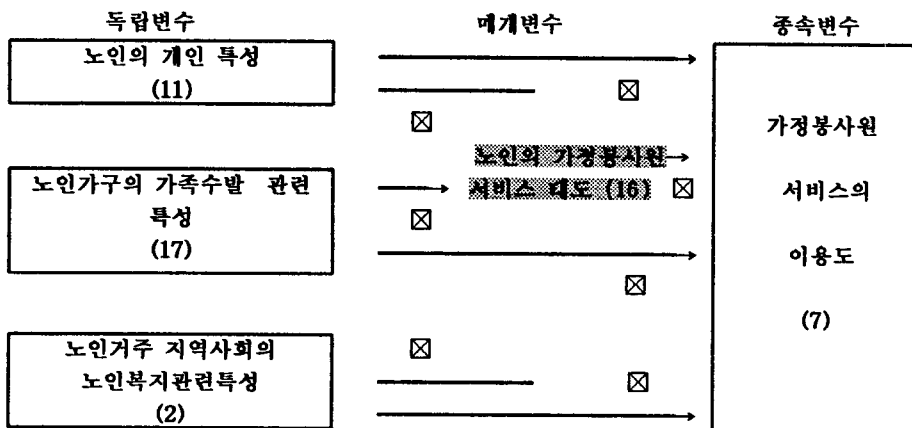 독립변수 매개변수 종속변수
노인의 개인 특성
(11)
가정봉사원
노인의 가정봉사원
노인가구의 가족수발 관련
서비스 태도 (16)
서비스의
특성
(17)
이용도
(7)
노인거주 지역사회의
노인복지관련특성
(2)